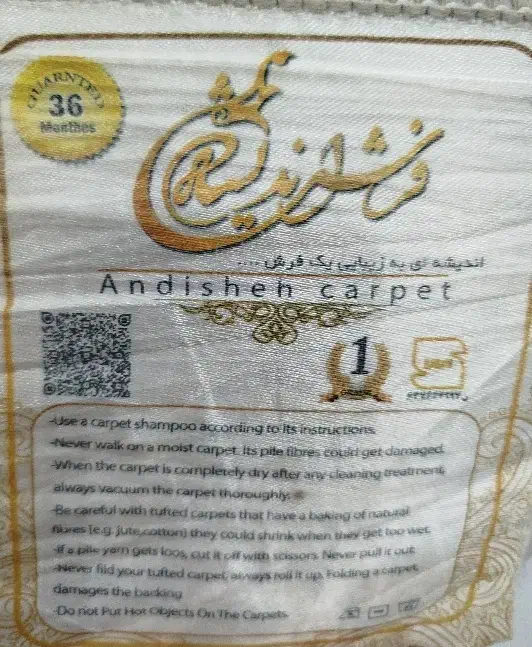 GUARNTED
36
Monthes
فرش اندیشه
اندیشه ای به زیبایی یک فرش ....
Andisheh carpet
1
-Use a carpet shampoo according to its instructions.
-Never walk on a moist carpet. Its pile fibres could get damaged.
-When the carpet is completely dry after any cleaning treatment,
always vacuum the carpet thoroughly.
-Be careful with tufted carpets that have a baking of natural
fibres (e.g. jute,cotton) they could shrink when they get too wet.
-if a pile yarn gets loos, cut it off with scissors. Never pull it out
-Never flid your tufted carpet, always roll it up. Folding a carpet
damages the backing
-Do not Put Hot Objects On The Carpets.